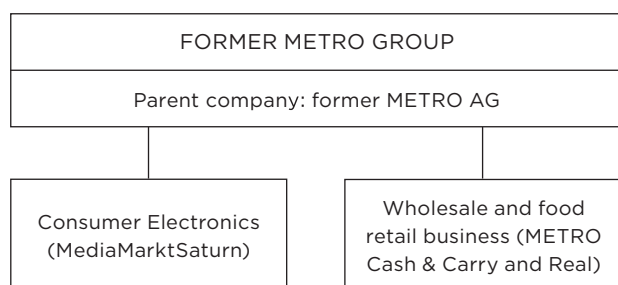 FORMER METRO GROUP
Parent company: former METRO AG
Consumer Electronics
(MediaMarktSaturn)
Wholesale and food
retail business (METRO
Cash & Carry and Real)